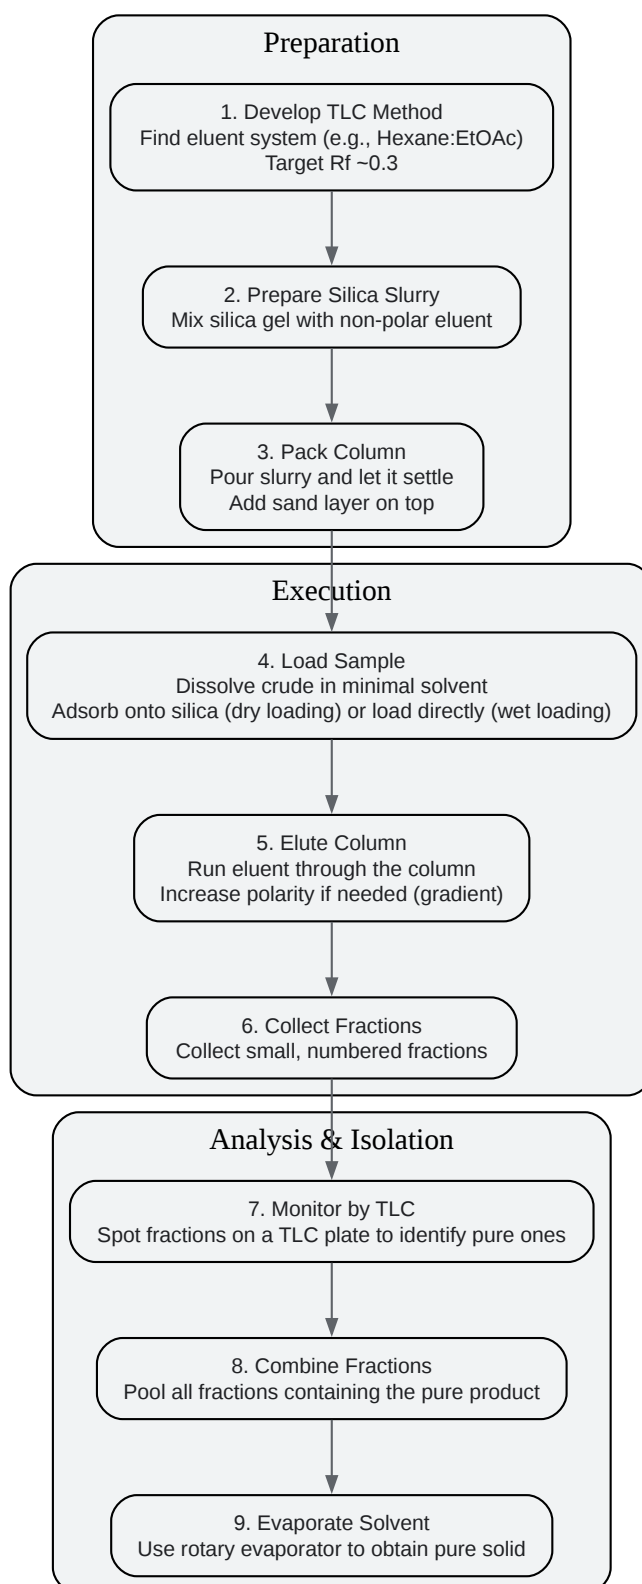 Preparation
1. Develop TLC Method
Find eluent system (e.g., Hexane:EtOAc)
Target Rf ~0.3
2. Prepare Silica Slurry
Mix silica gel with non-polar eluent
3. Pack Column
Pour slurry and let it settle
Add sand layer on top
Execution
4. Load Sample
Dissolve crude in minimal solvent
Adsorb onto silica (dry loading) or load directly (wet loading)
5. Elute Column
Run eluent through the column
Increase polarity if needed (gradient)
6. Collect Fractions
Collect small, numbered fractions
Analysis & Isolation
7. Monitor by TLC
Spot fractions on a TLC plate to identify pure ones
8. Combine Fractions
Pool all fractions containing the pure product
9. Evaporate Solvent
Use rotary evaporator to obtain pure solid